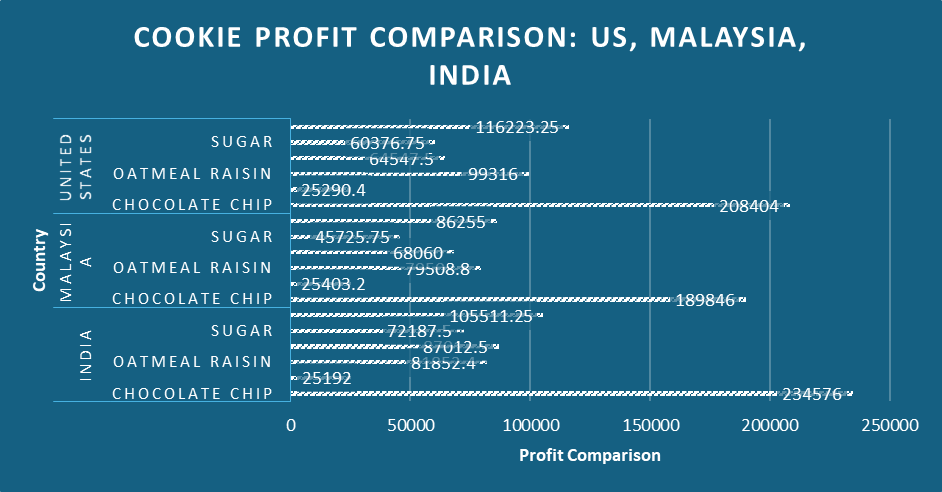 COOKIE PROFIT COMPARISON: US, MALAYSIA,
INDIA
Country
UNITED
STATES
116223.25
SUGAR 60376.75
64547.5
OATMEAL RAISIN 99316
25290.4
CHOCOLATE CHIP 208404
MALAYSI
A
86255
SUGAR 45725.75
68060
OATMEAL RAISIN 79508.8
25403.2
CHOCOLATE CHIP 189846
INDIA
105511.25
SUGAR 72187.5
87012.5
OATMEAL RAISIN 81852.4
25192
CHOCOLATE CHIP 234576
0 50000 100000 150000 200000 250000
Profit Comparison